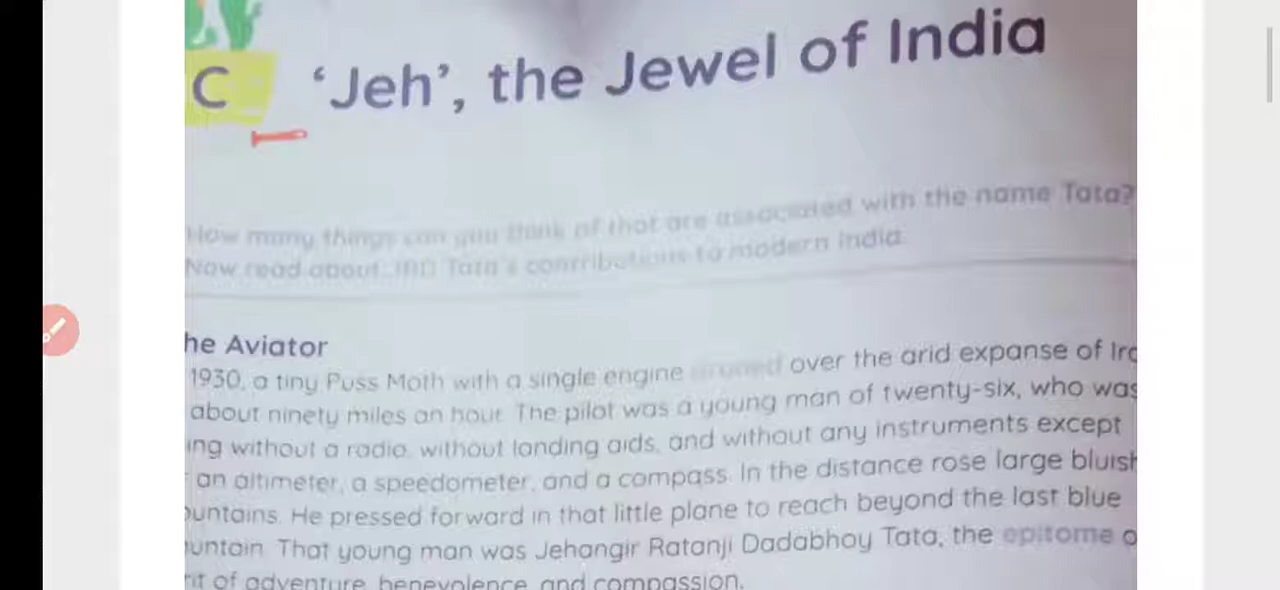 C 'Jeh', the Jewel of India
How many things can you think of that are associated with the name Tata?
Now read about JRD Tata's contributions to modern India
he Aviator
1930, a tiny Puss Moth with a single engine droned over the arid expanse of Ira
about ninety miles an hour. The pilot was a young man of twenty-six, who was
ing without a radio, without landing aids, and without any instruments except
an altimeter, a speedometer, and a compass. In the distance rose large bluish
ountains. He pressed forward in that little plane to reach beyond the last blue
ountain. That young man was Jehangir Ratanji Dadabhoy Tata, the epitome o
rit of adventure, benevolence, and compassion.